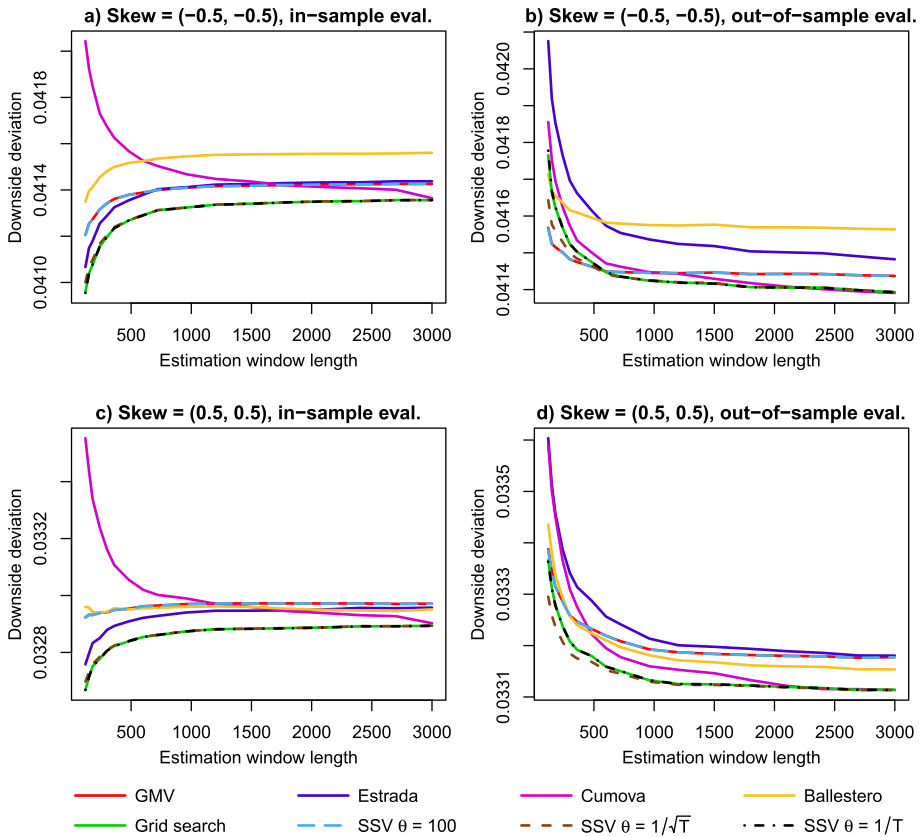 a) Skew = (−0.5, −0.5), in−sample eval.
Downside deviation
0.0418
0.0414
0.0410
500 1000 1500 2000 2500 3000
Estimation window length
b) Skew = (−0.5, −0.5), out−of−sample eval.
Downside deviation
0.0420
0.0418
0.0416
0.0414
500 1000 1500 2000 2500 3000
Estimation window length
c) Skew = (0.5, 0.5), in−sample eval.
Downside deviation
0.0332
0.0328
500 1000 1500 2000 2500 3000
Estimation window length
d) Skew = (0.5, 0.5), out−of−sample eval.
Downside deviation
0.0335
0.0333
0.0331
500 1000 1500 2000 2500 3000
Estimation window length
GMV Estrada Cumova Ballestero
Grid search SSV θ = 100 SSV θ = 1/√T SSV θ = 1/T